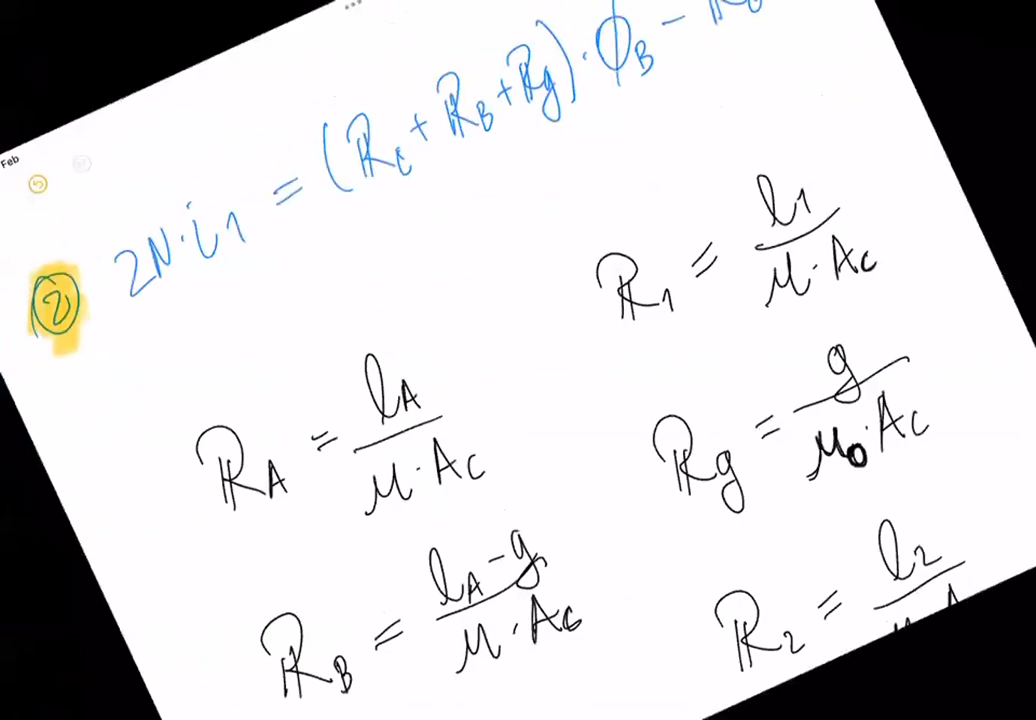 2N·i1 = (RC + RB + Rg)·ϕB −
Feb
2
R1 = l1 / μ·AC
RA = lA / μ·AC
Rg = g / μ0·AC
RB = lA − g / μ·AC
R2 = l2 /